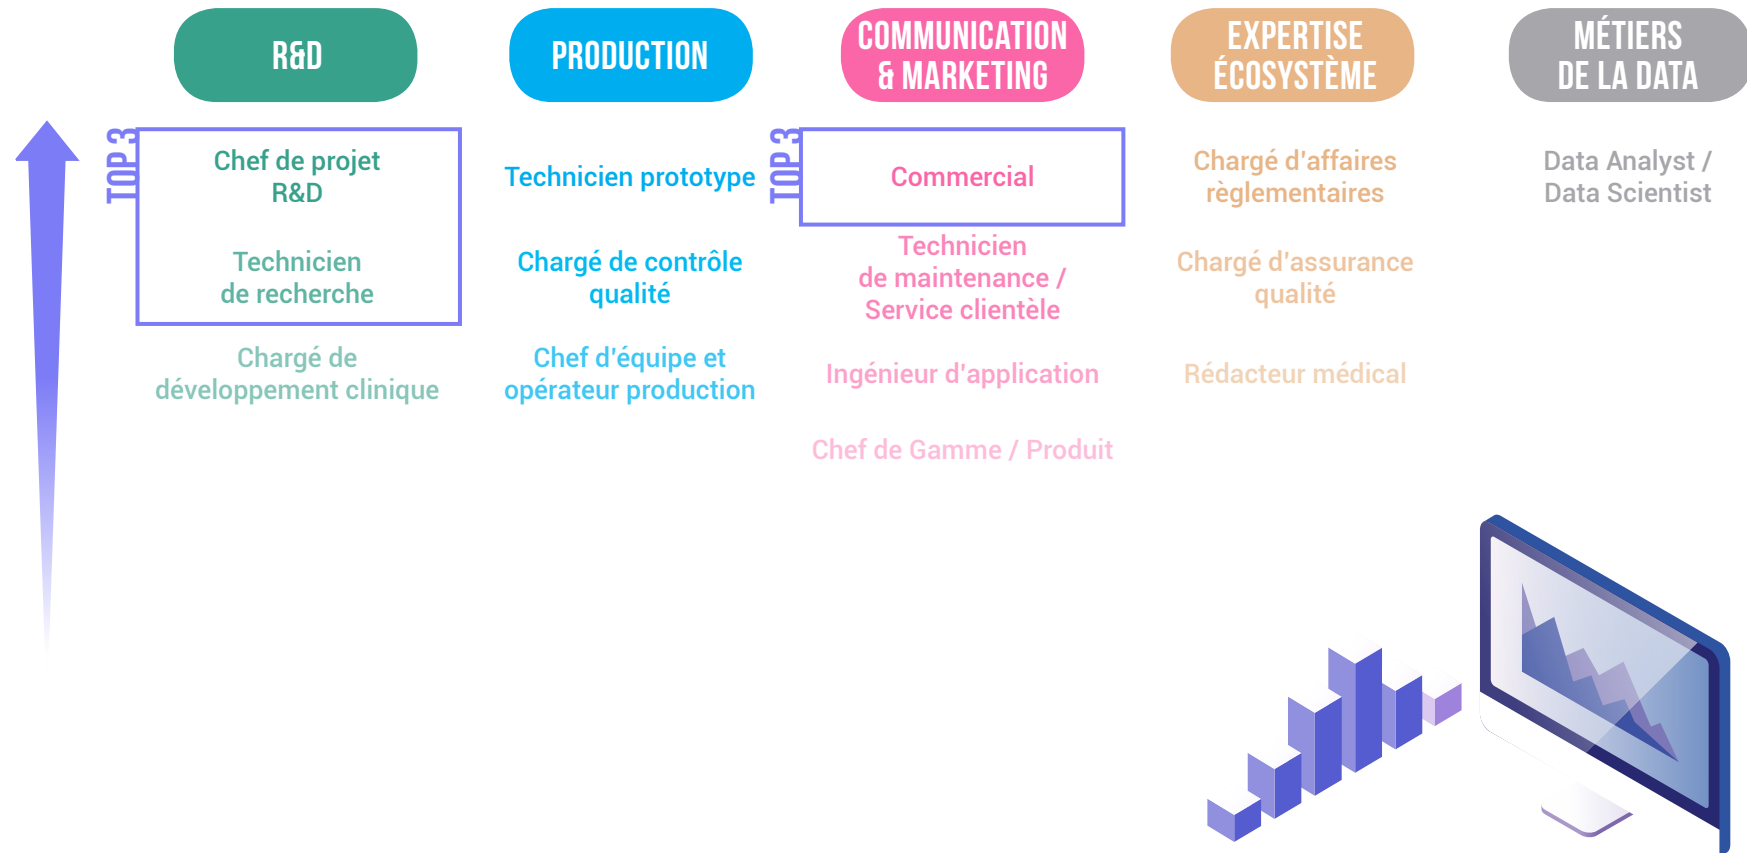 R&D
TOP 3
Chef de projet
R&D
Technicien
de recherche
Chargé de
développement clinique
PRODUCTION
Technicien prototype
Chargé de contrôle
qualité
Chef d'équipe et
opérateur production
COMMUNICATION
& MARKETING
TOP 3
Commercial
Technicien
de maintenance /
Service clientèle
Ingénieur d'application
Chef de Gamme / Produit
EXPERTISE
ÉCOSYSTÈME
Chargé d'affaires
règlementaires
Chargé d'assurance
qualité
Rédacteur médical
MÉTIERS
DE LA DATA
Data Analyst /
Data Scientist